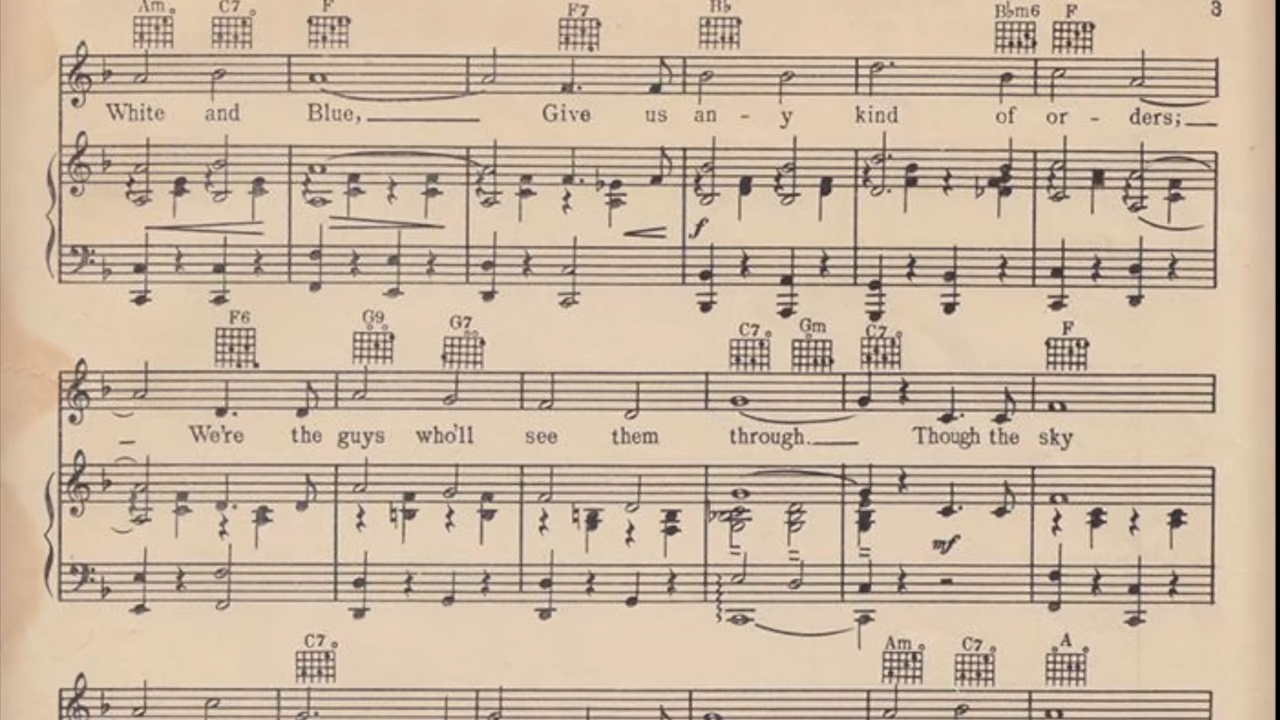 Am C7 F F7 B♭ B♭m6 F 3
White and Blue, Give us an - y kind of or - ders;
f
F6 G9 G7 C7 Gm C7 F
We're the guys who'll see them through. Though the sky
mf
C7 Am C7 A